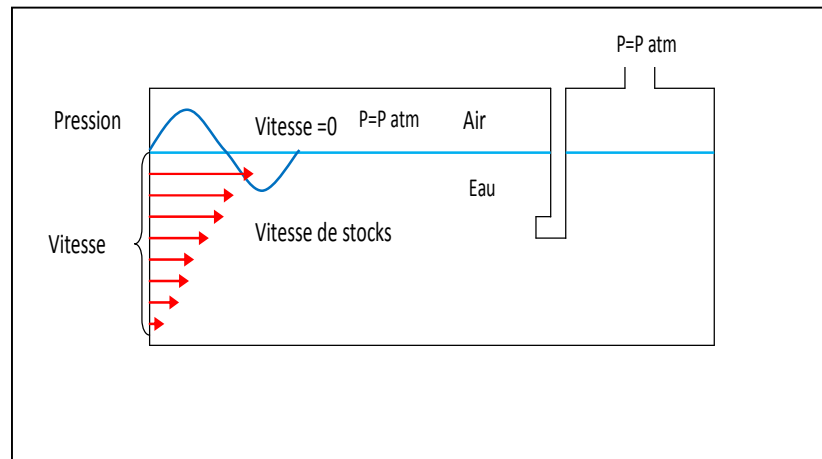 P=P atm
Pression
Vitesse =0
P=P atm
Air
Eau
Vitesse
Vitesse de stocks